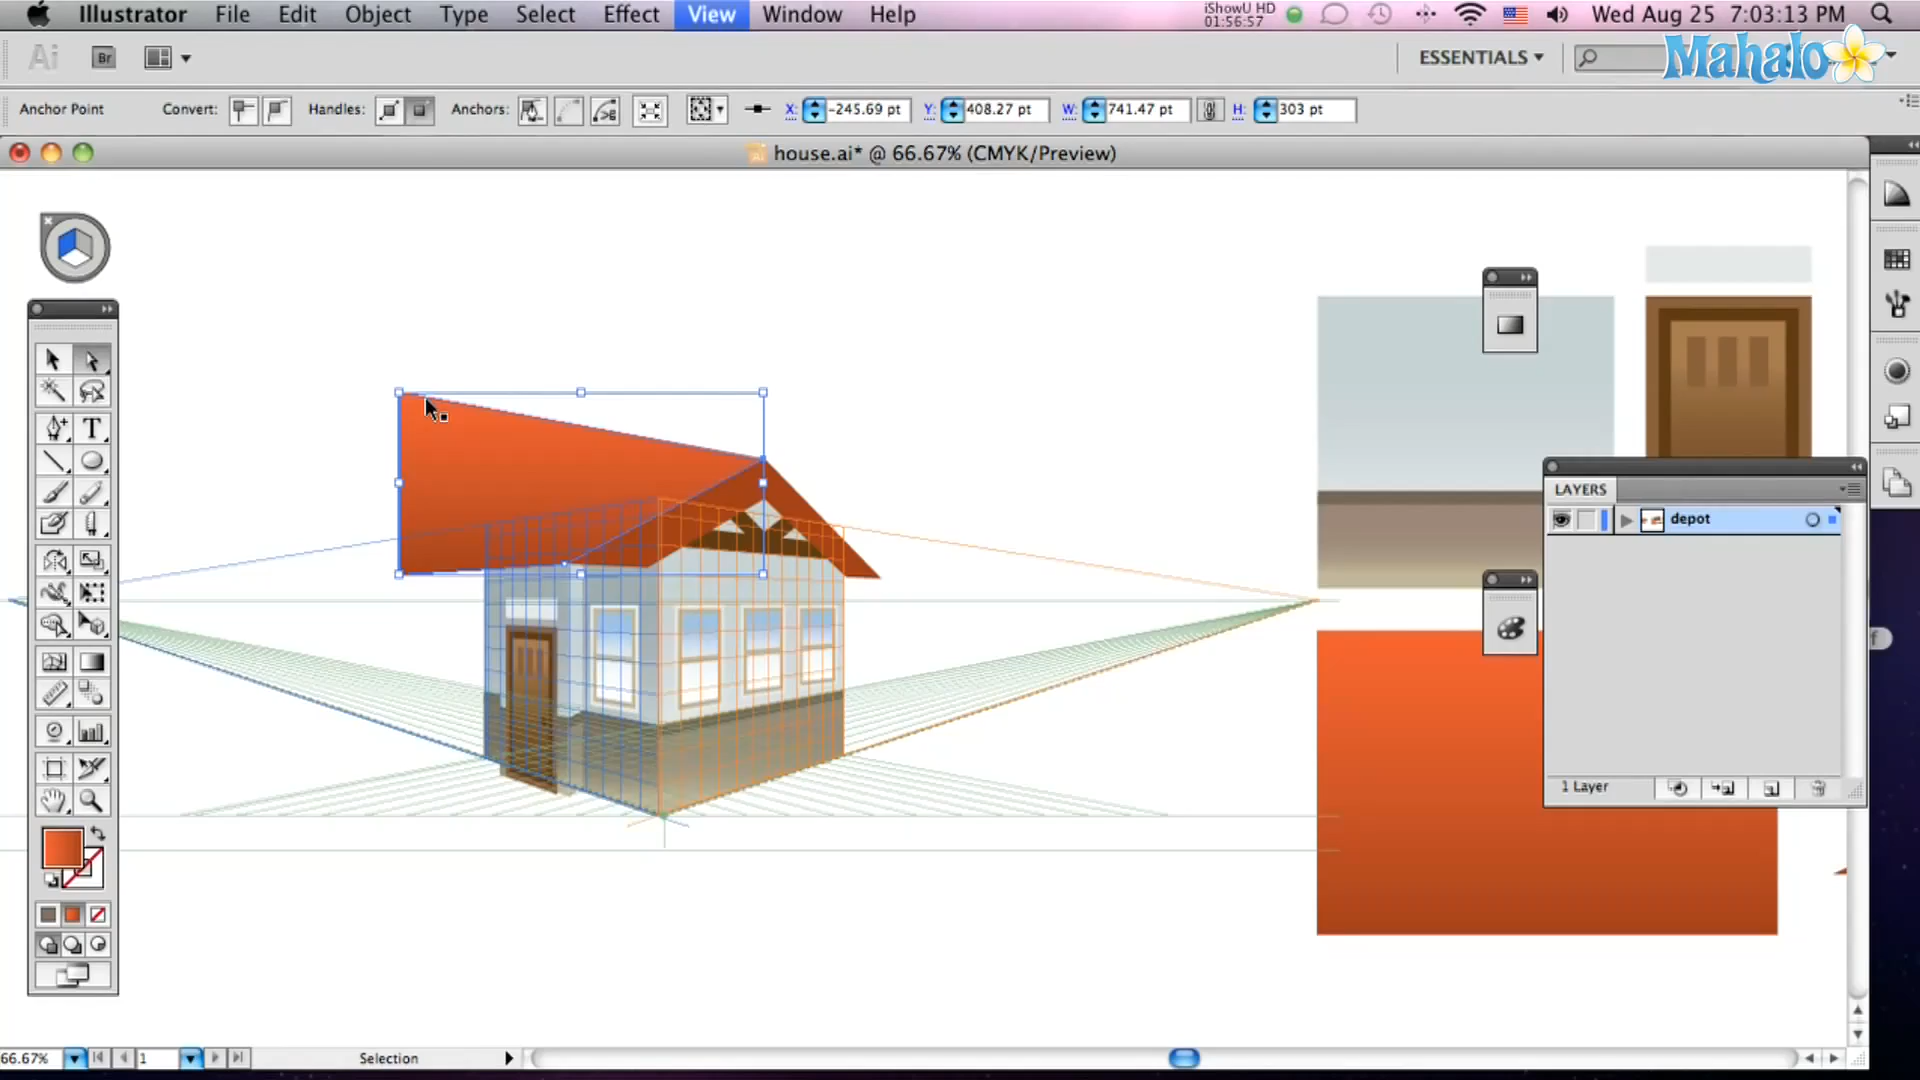 Illustrator File Edit Object Type Select Effect View Window Help iShowU HD 01:56:57 Wed Aug 25 7:03:13 PM
Ai Br ESSENTIALS Mahalo
Anchor Point Convert: Handles: Anchors: X: -245.69 pt Y: 408.27 pt W: 741.47 pt H: 303 pt
house.ai* @ 66.67% (CMYK/Preview)
T
LAYERS
depot
f
1 Layer
66.67% 1 Selection